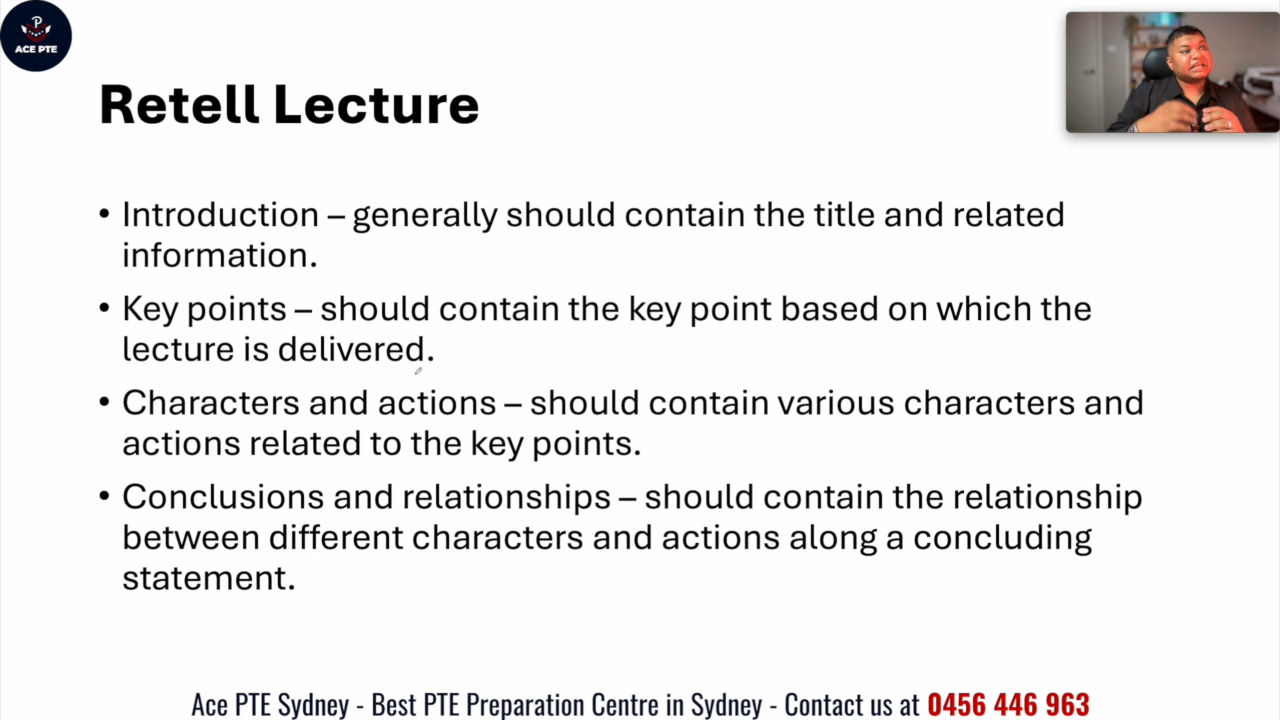 P
ACE PTE
Retell Lecture
• Introduction – generally should contain the title and related
information.
• Key points – should contain the key point based on which the
lecture is delivered.
• Characters and actions – should contain various characters and
actions related to the key points.
• Conclusions and relationships – should contain the relationship
between different characters and actions along a concluding
statement.
Ace PTE Sydney - Best PTE Preparation Centre in Sydney - Contact us at 0456 446 963